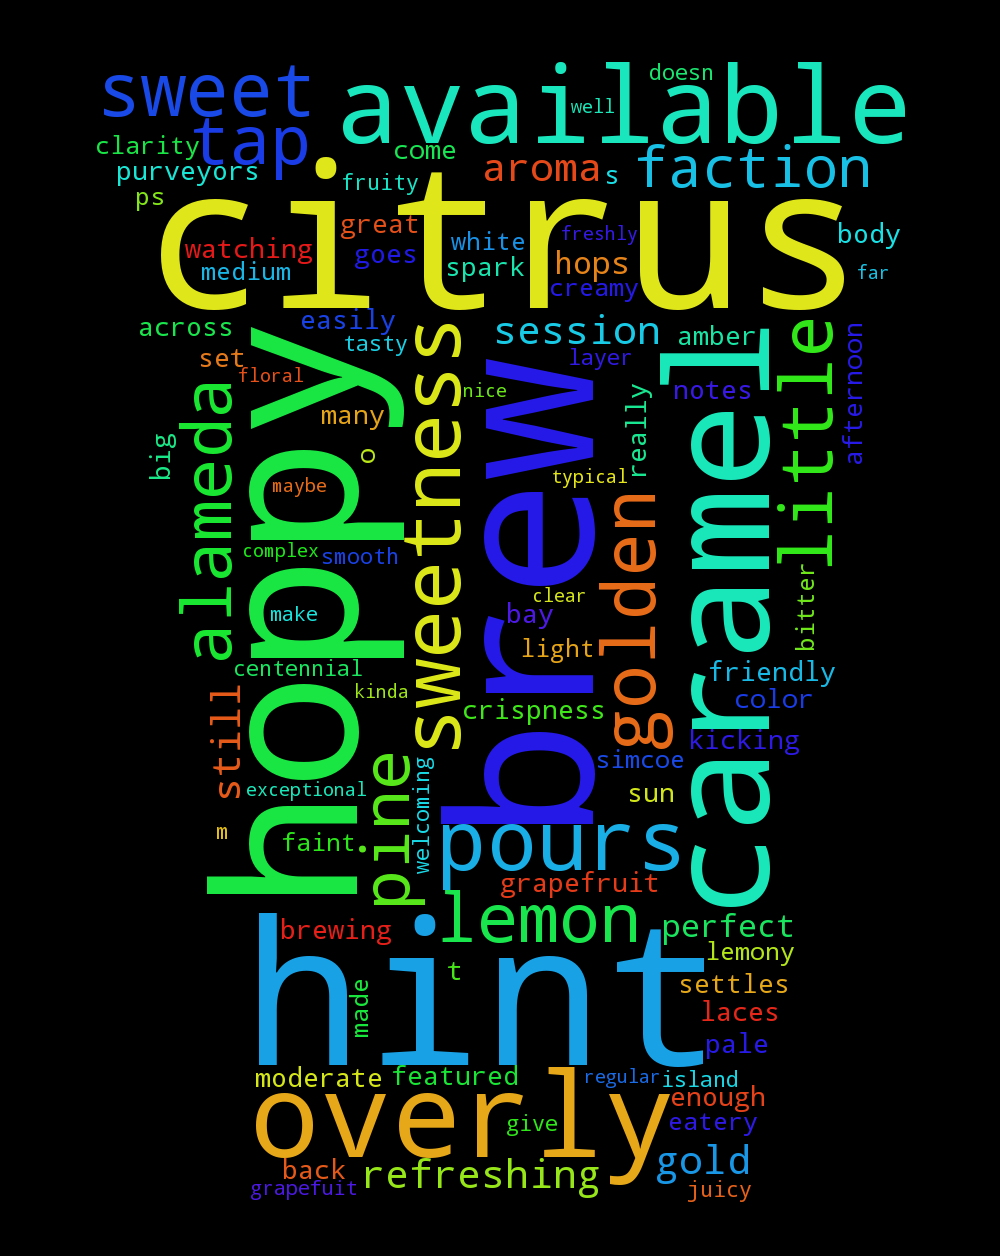 doesn
sweet
available
well
tap
clarity
come
aroma
s
faction
purveyors
fruity
ps
citrus
great
body
watching
goes
white
freshly
medium
spark
hops
far
creamy
across
easily
session
amber
little
afternoon
set
tasty
layer
floral
nice
notes
many
alameda
hoppy
sweetness
brew
caramel
really
big
o
maybe
typical
golden
complex
smooth
make
clear
bay
bitter
light
centennial
friendly
kinda
color
still
crispness
kicking
pine
welcoming
simcoe
exceptional
sun
m
faint
pours
grapefruit
lemon
brewing
perfect
hint
lemony
t
settles
made
laces
pale
moderate
featured
regular
island
overly
enough
give
eatery
back
refreshing
gold
grapefuit
juicy